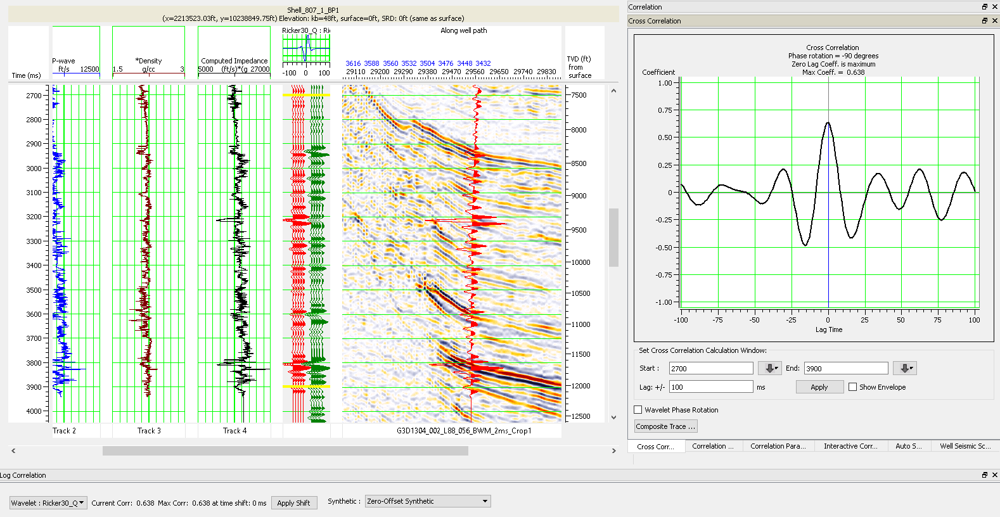 Shell_807_1_BP1
(x=2213523.03ft, y=10238849.75ft) Elevation: kb=48ft, surface=0ft, SRD: 0ft (same as surface)
Time (ms)
P-wave
ft/s 12500
*Density
1.5 g/cc 3
Computed Impedance
5000 (ft/s)*(g 27000
Ricker30_Q : Ri
-100 0 100
Along well path
3616 3588 3560 3532 3504 3476 3448 3432
29110 29200 29290 29380 29470 29560 29650 29740 29830
TVD (ft)
from
surface
2700
2800
2900
3000
3100
3200
3300
3400
3500
3600
3700
3800
3900
4000
7500
8000
8500
9000
9500
10000
10500
11000
11500
12000
12500
Track 2 Track 3 Track 4 G3D1304_002_L88_056_BWM_2ms_Crop1
Correlation
Cross Correlation
Cross Correlation
Phase rotation = -90 degrees
Zero Lag Coeff. is maximum
Max Coeff. = 0.638
Coefficient
1.00
0.75
0.50
0.25
0
-0.25
-0.50
-0.75
-1.00
-100 -75 -50 -25 0 25 50 75 100
Lag Time
Set Cross Correlation Calculation Window:
Start : 2700 End: 3900
Lag: +/- 100 ms Apply Show Envelope
Wavelet Phase Rotation
Composite Trace ...
Cross Corr... Correlation ... Correlation Para... Interactive Corr... Auto S... Well Seismic Sc...
Log Correlation
Wavelet : Ricker30_Q Current Corr: 0.638 Max Corr: 0.638 at time shift: 0 ms Apply Shift Synthetic : Zero-Offset Synthetic